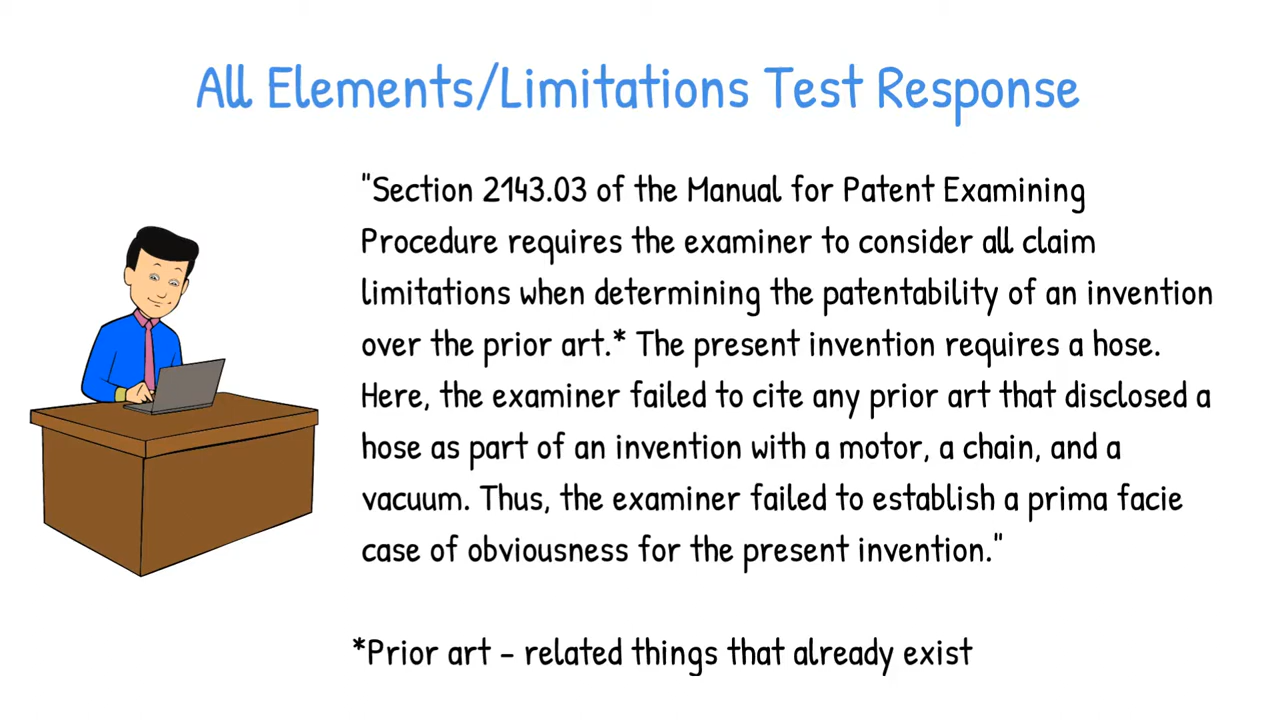 All Elements/Limitations Test Response
"Section 2143.03 of the Manual for Patent Examining
Procedure requires the examiner to consider all claim
limitations when determining the patentability of an invention
over the prior art.* The present invention requires a hose.
Here, the examiner failed to cite any prior art that disclosed a
hose as part of an invention with a motor, a chain, and a
vacuum. Thus, the examiner failed to establish a prima facie
case of obviousness for the present invention."
*Prior art - related things that already exist